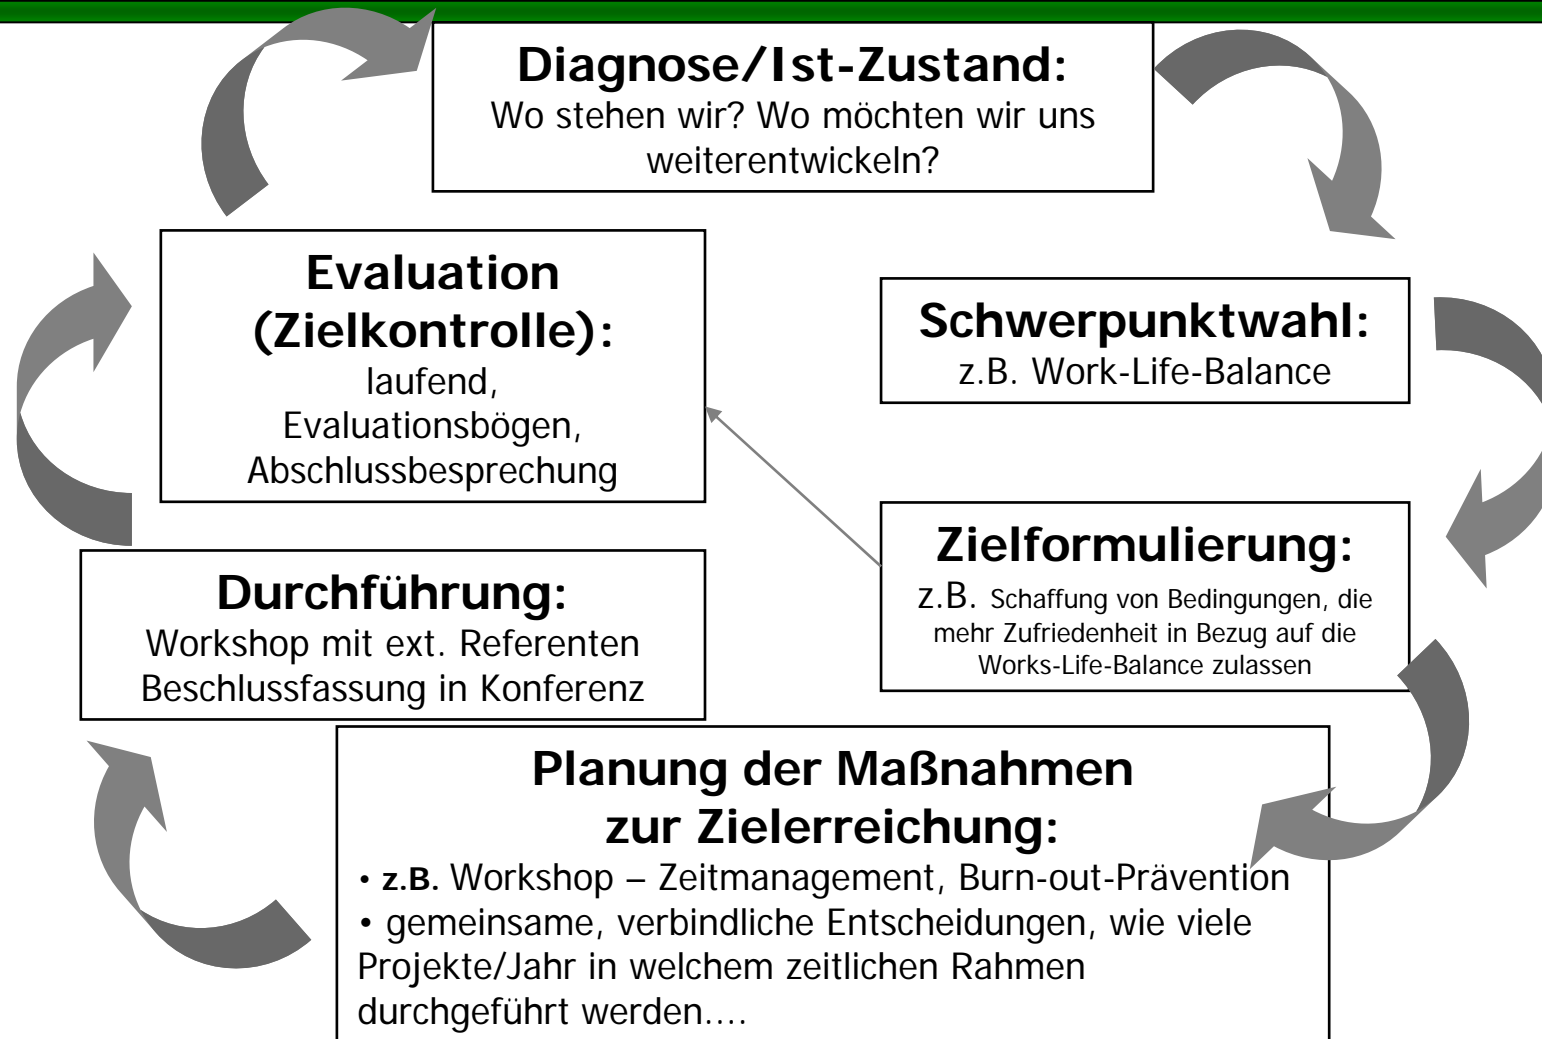 Diagnose/Ist-Zustand:
Wo stehen wir? Wo möchten wir uns
weiterentwickeln?
Schwerpunktwahl:
z.B. Work-Life-Balance
Zielformulierung:
z.B. Schaffung von Bedingungen, die
mehr Zufriedenheit in Bezug auf die
Works-Life-Balance zulassen
Planung der Maßnahmen
zur Zielerreichung:
• z.B. Workshop – Zeitmanagement, Burn-out-Prävention
• gemeinsame, verbindliche Entscheidungen, wie viele
Projekte/Jahr in welchem zeitlichen Rahmen
durchgeführt werden....
Durchführung:
Workshop mit ext. Referenten
Beschlussfassung in Konferenz
Evaluation
(Zielkontrolle):
laufend,
Evaluationsbögen,
Abschlussbesprechung